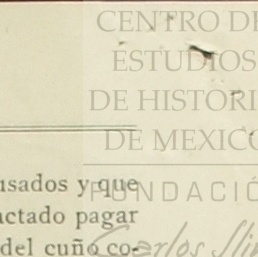 CENTRO DE
ESTUDIOS
DE HISTORI
DE MEXICO
FUNDACIÓ
Carlos Slim
usados y que
actado pagar
del cuño co-